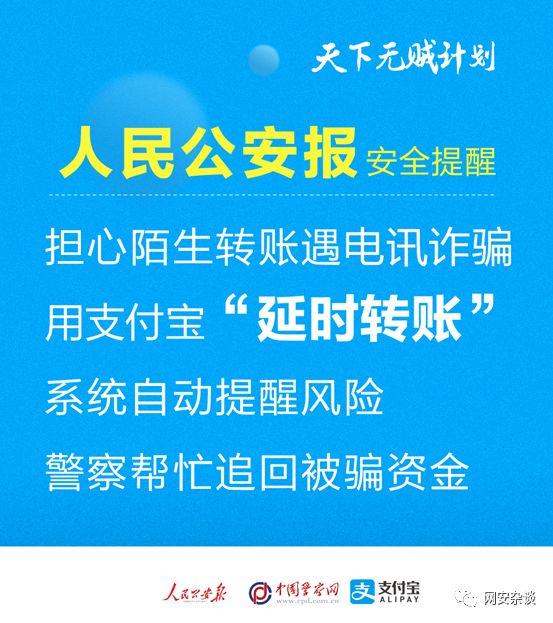 天下无贼计划
人民公安报 安全提醒
担心陌生转账遇电讯诈骗
用支付宝“延时转账”
系统自动提醒风险
警察帮忙追回被骗资金
人民公安报 中国警察网 www.cpd.com.cn 支 支付宝 ALIPAY 网安杂谈